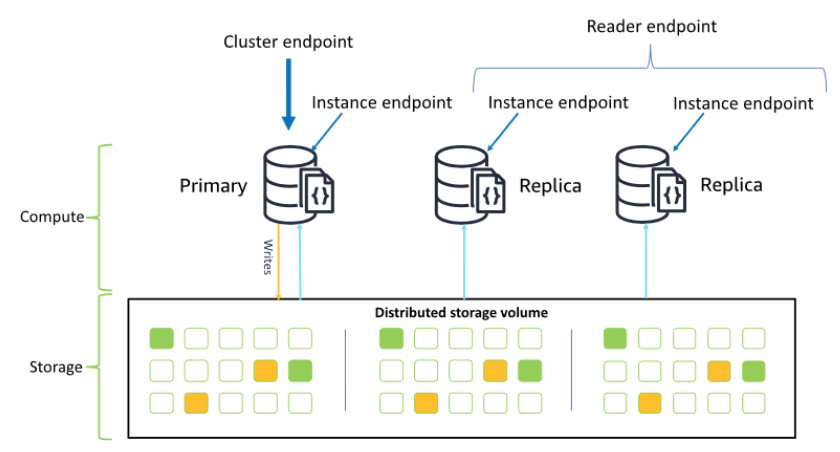 Reader endpoint
Cluster endpoint
Instance endpoint
Instance endpoint
Instance endpoint
Primary
Replica
Replica
Compute
Writes
Distributed storage volume
Storage